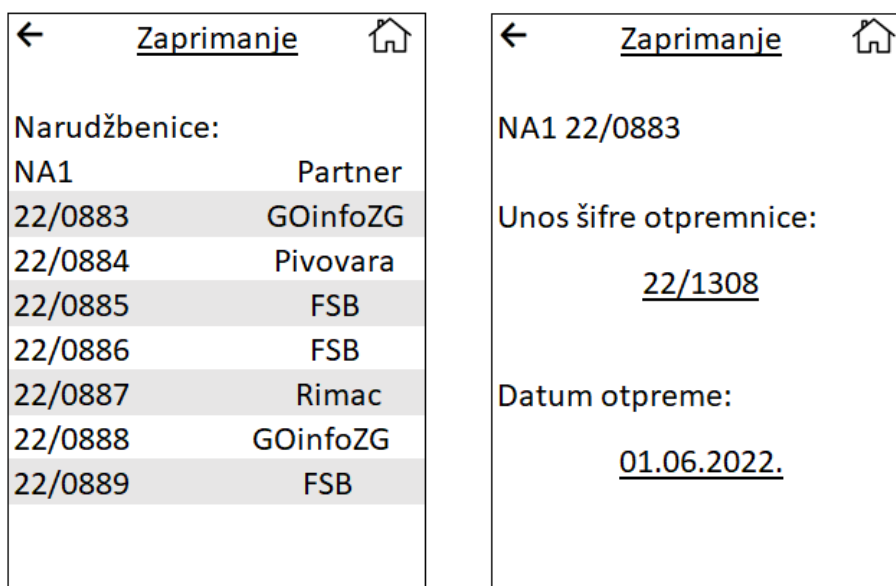 Zaprimanje
Narudžbenice:
NA1 Partner
22/0883 GOinfoZG
22/0884 Pivovara
22/0885 FSB
22/0886 FSB
22/0887 Rimac
22/0888 GOinfoZG
22/0889 FSB
Zaprimanje
NA1 22/0883
Unos šifre otpremnice:
22/1308
Datum otpreme:
01.06.2022.